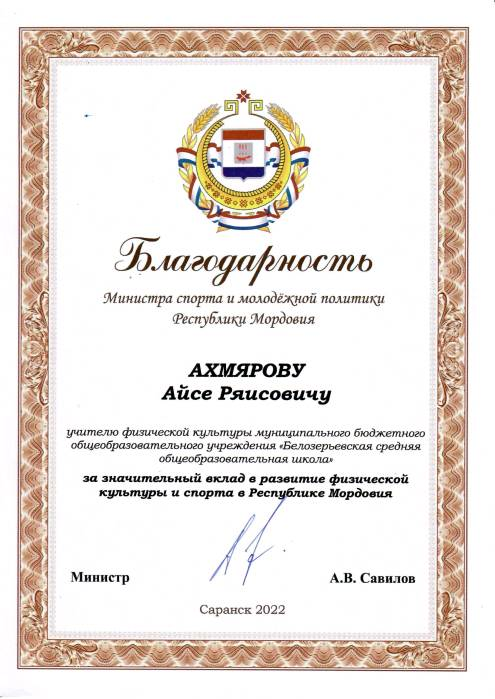 Благодарность
Министра спорта и молодёжной политики
Республики Мордовия
АХМЯРОВУ
Айсе Ряисовичу
учителю физической культуры муниципального бюджетного
общеобразовательного учреждения «Белозерьевская средняя
общеобразовательная школа»
за значительный вклад в развитие физической
культуры и спорта в Республике Мордовия
Министр
А.В. Савилов
Саранск 2022